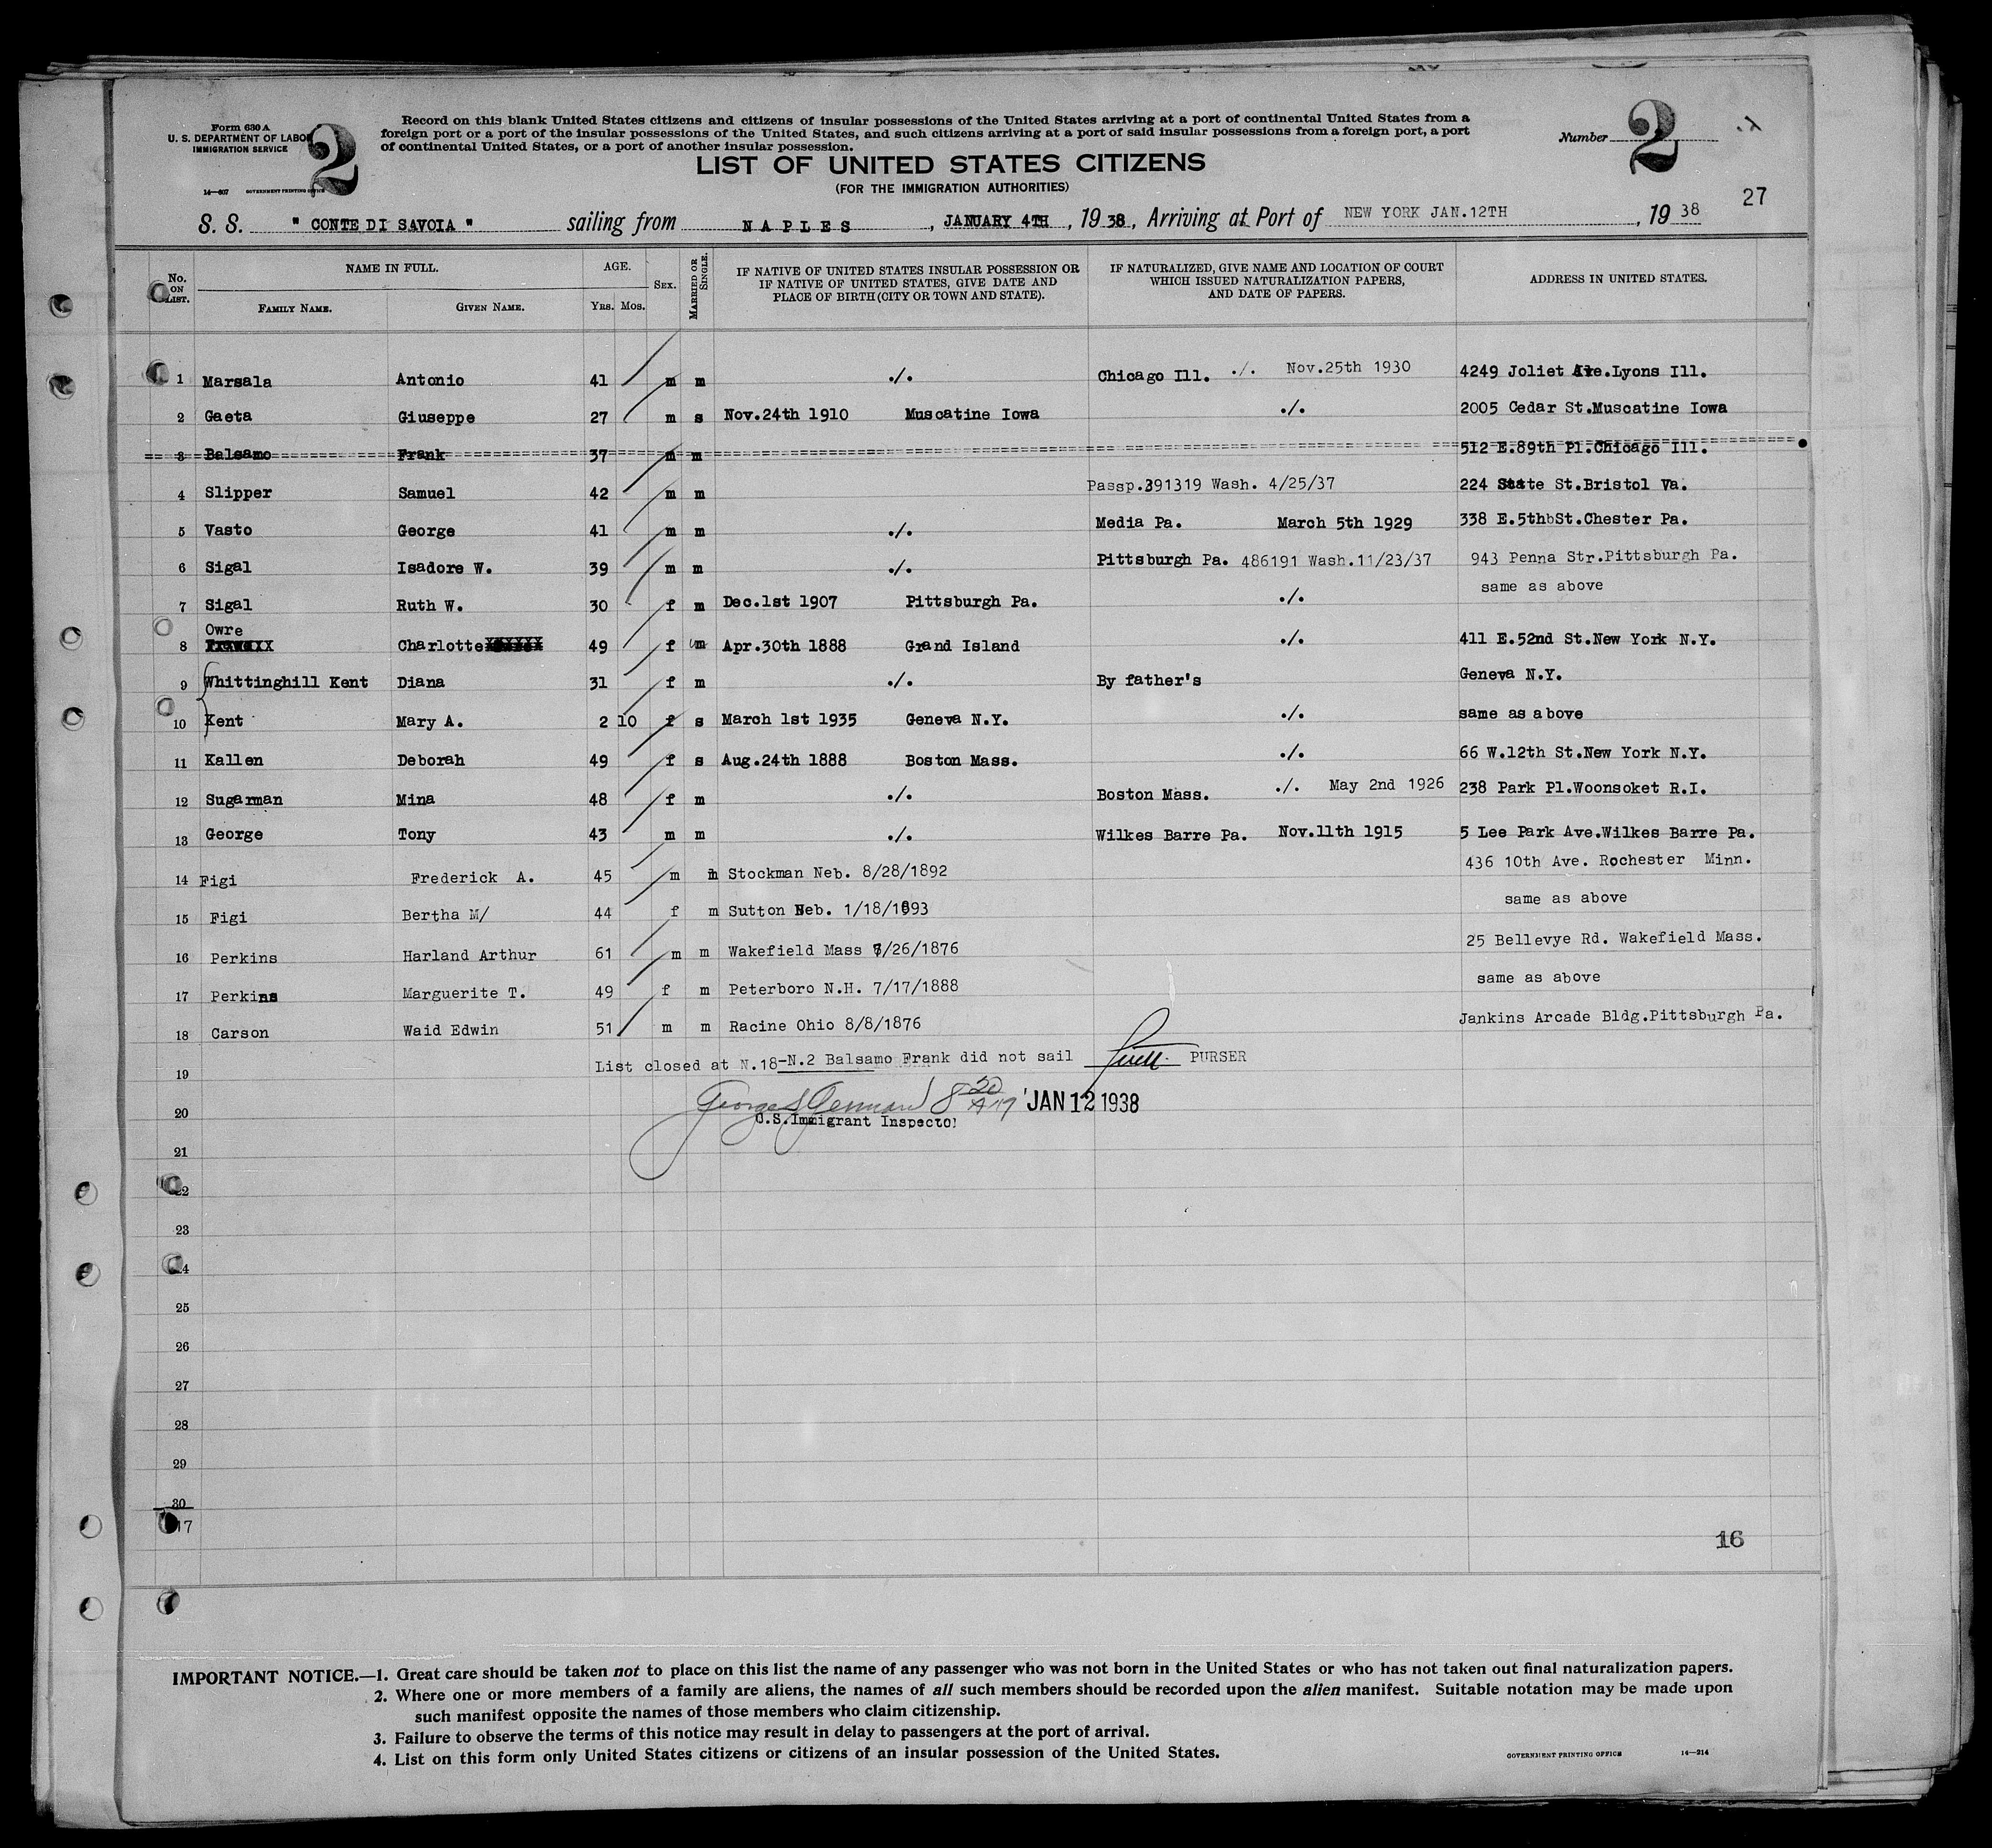 Form 630 A
U. S. DEPARTMENT OF LABOR
IMMIGRATION SERVICE
2
14—607 GOVERNMENT PRINTING OFFICE
Record on this blank United States citizens and citizens of insular possessions of the United States arriving at a port of continental United States from a
foreign port or a port of the insular possessions of the United States, and such citizens arriving at a port of said insular possessions from a foreign port, a port
of continental United States, or a port of another insular possession.
Number 2
27
LIST OF UNITED STATES CITIZENS
(FOR THE IMMIGRATION AUTHORITIES)
S. S. " CONTE DI SAVOIA " sailing from NAPLES , JANUARY 4TH , 1938, Arriving at Port of NEW YORK JAN.12TH , 1938
No. ON LIST. NAME IN FULL. FAMILY NAME. GIVEN NAME. AGE. Yrs. Mos. SEX. MARRIED OR SINGLE. IF NATIVE OF UNITED STATES INSULAR POSSESSION OR IF NATIVE OF UNITED STATES, GIVE DATE AND PLACE OF BIRTH (CITY OR TOWN AND STATE). IF NATURALIZED, GIVE NAME AND LOCATION OF COURT WHICH ISSUED NATURALIZATION PAPERS, AND DATE OF PAPERS. ADDRESS IN UNITED STATES.
1 Marsala Antonio 41 m m ./. Chicago Ill. ./. Nov.25th 1930 4249 Joliet Ave.Lyons Ill.
2 Gaeta Giuseppe 27 m s Nov.24th 1910 Muscatine Iowa ./. 2005 Cedar St.Muscatine Iowa
3 Balsamo Frank 37 m m 512 E.89th Pl.Chicago Ill.
4 Slipper Samuel 42 m m Passp.391319 Wash. 4/25/37 224 State St.Bristol Va.
5 Vasto George 41 m m ./. Media Pa. March 5th 1929 338 E.5thbSt.Chester Pa.
6 Sigal Isadore W. 39 m m ./. Pittsburgh Pa. 486191 Wash.11/23/37 943 Penna Str.Pittsburgh Pa.
7 Sigal Ruth W. 30 f m Dec.1st 1907 Pittsburgh Pa. ./. same as above
8 Owre Charlotte 49 f m Apr.30th 1888 Grand Island ./. 411 E.52nd St.New York N.Y.
9 Whittinghill Kent Diana 31 f m ./. By father's Geneva N.Y.
10 Kent Mary A. 2 10 f s March 1st 1935 Geneva N.Y. ./. same as above
11 Kallen Deborah 49 f s Aug.24th 1888 Boston Mass. ./. 66 W.12th St.New York N.Y.
12 Sugarman Mina 48 f m ./. Boston Mass. ./. May 2nd 1926 238 Park Pl.Woonsoket R.I.
13 George Tony 43 m m ./. Wilkes Barre Pa. Nov.11th 1915 5 Lee Park Ave.Wilkes Barre Pa.
14 Figi Frederick A. 45 m m Stockman Neb. 8/28/1892 436 10th Ave. Rochester Minn.
15 Figi Bertha M/ 44 f m Sutton Neb. 1/18/1893 same as above
16 Perkins Harland Arthur 61 m m Wakefield Mass /26/1876 25 Bellevye Rd. Wakefield Mass.
17 Perkins Marguerite T. 49 f m Peterboro N.H. 7/17/1888 same as above
18 Carson Waid Edwin 51 m m Racine Ohio 8/8/1876 Jankins Arcade Bldg.Pittsburgh Pa.
List closed at N.18-N.2 Balsamo Frank did not sail PURSER
19
20 George 8 20 AM JAN 12 1938
U.S.Immigrant Inspector
21
22
23
24
25
26
27
28
29
30
17
16
IMPORTANT NOTICE.—1. Great care should be taken not to place on this list the name of any passenger who was not born in the United States or who has not taken out final naturalization papers.
2. Where one or more members of a family are aliens, the names of all such members should be recorded upon the alien manifest. Suitable notation may be made upon
such manifest opposite the names of those members who claim citizenship.
3. Failure to observe the terms of this notice may result in delay to passengers at the port of arrival.
4. List on this form only United States citizens or citizens of an insular possession of the United States.
GOVERNMENT PRINTING OFFICE 14—214